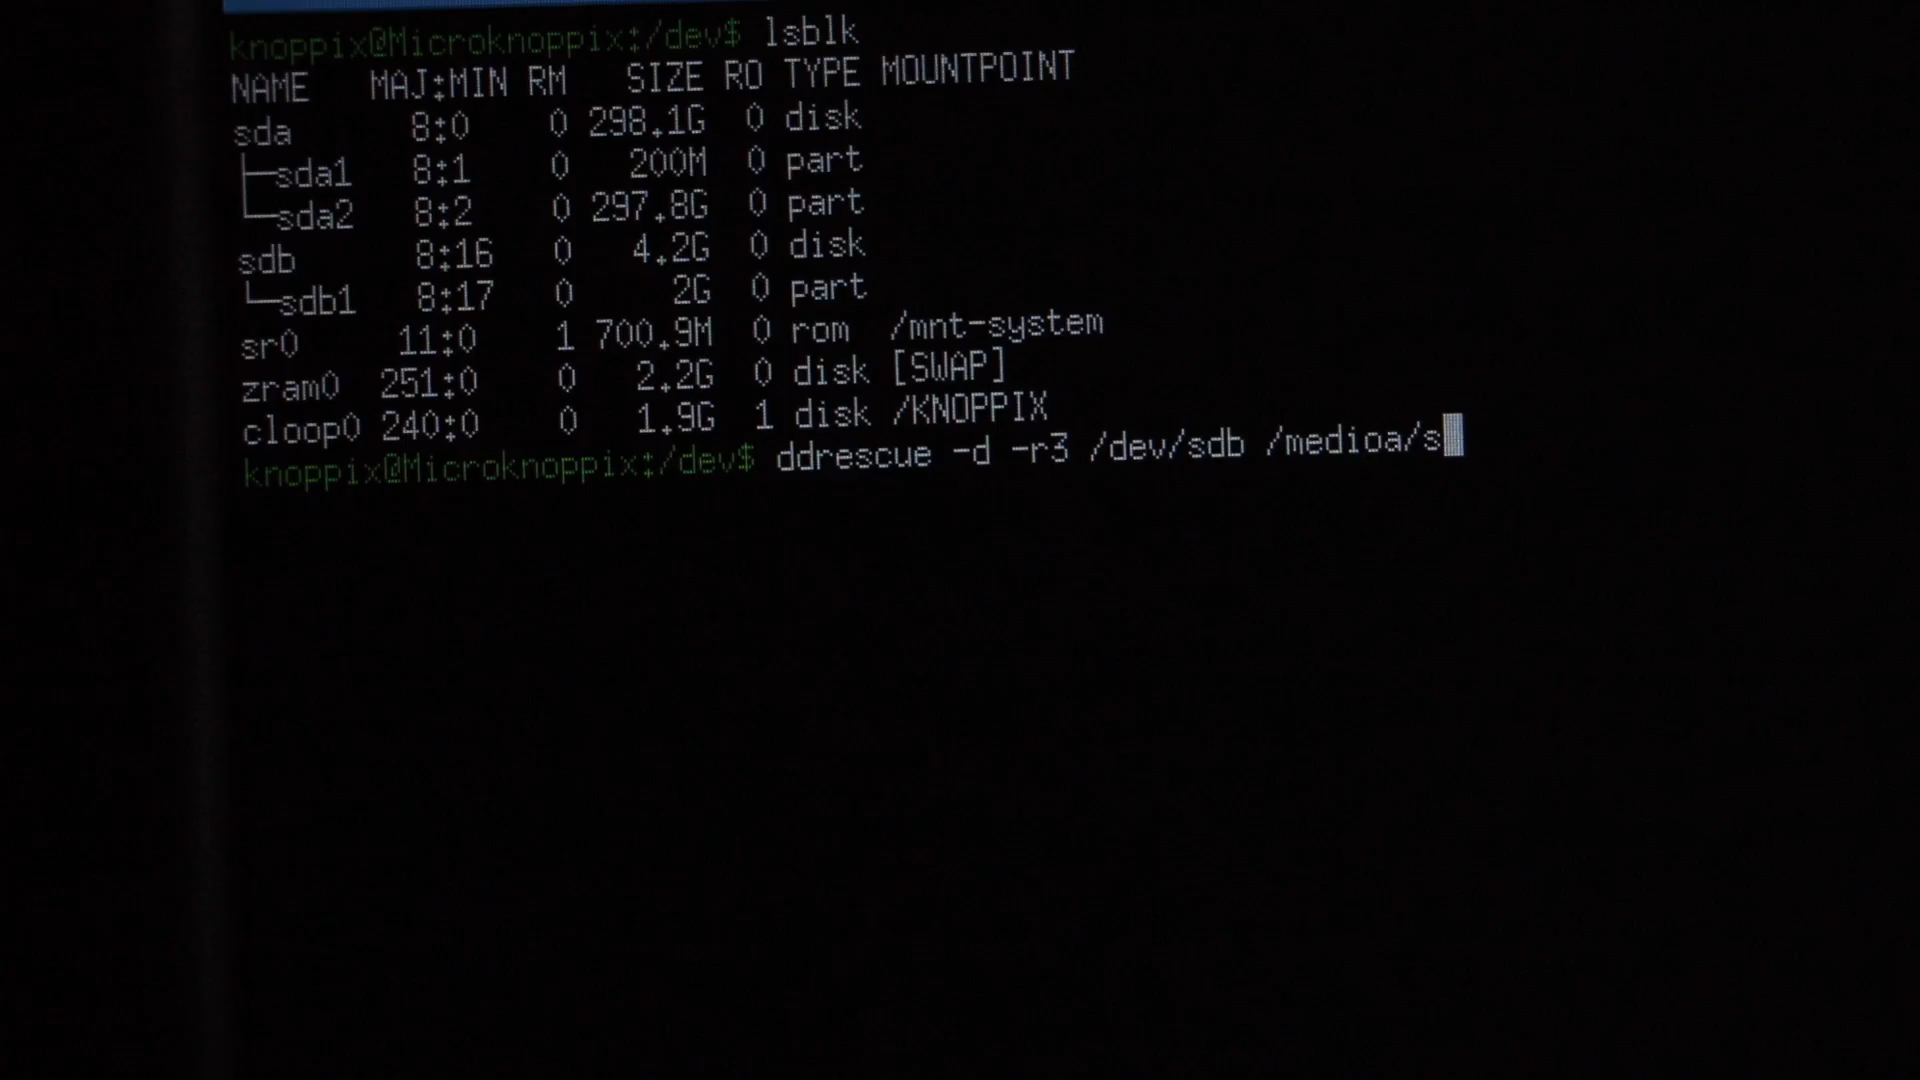 knoppix@Microknoppix:/dev$ lsblk
NAME   MAJ:MIN RM   SIZE RO TYPE MOUNTPOINT
sda      8:0    0 298.1G  0 disk
├─sda1   8:1    0   200M  0 part
└─sda2   8:2    0 297.8G  0 part
sdb      8:16   0   4.2G  0 disk
└─sdb1   8:17   0     2G  0 part
sr0     11:0    1 700.9M  0 rom  /mnt-system
zram0  251:0    0   2.2G  0 disk [SWAP]
cloop0 240:0    0   1.9G  1 disk /KNOPPIX
knoppix@Microknoppix:/dev$ ddrescue -d -r3 /dev/sdb /medioa/s